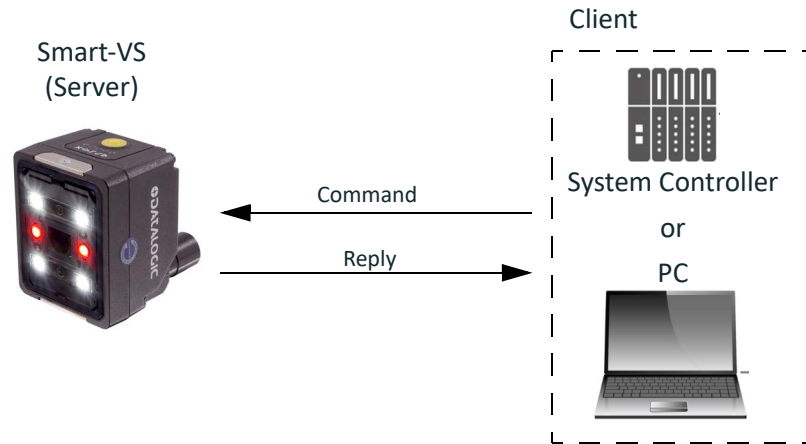 Client
Smart-VS
(Server)
DATALOGIC
Command
Reply
System Controller
or
PC